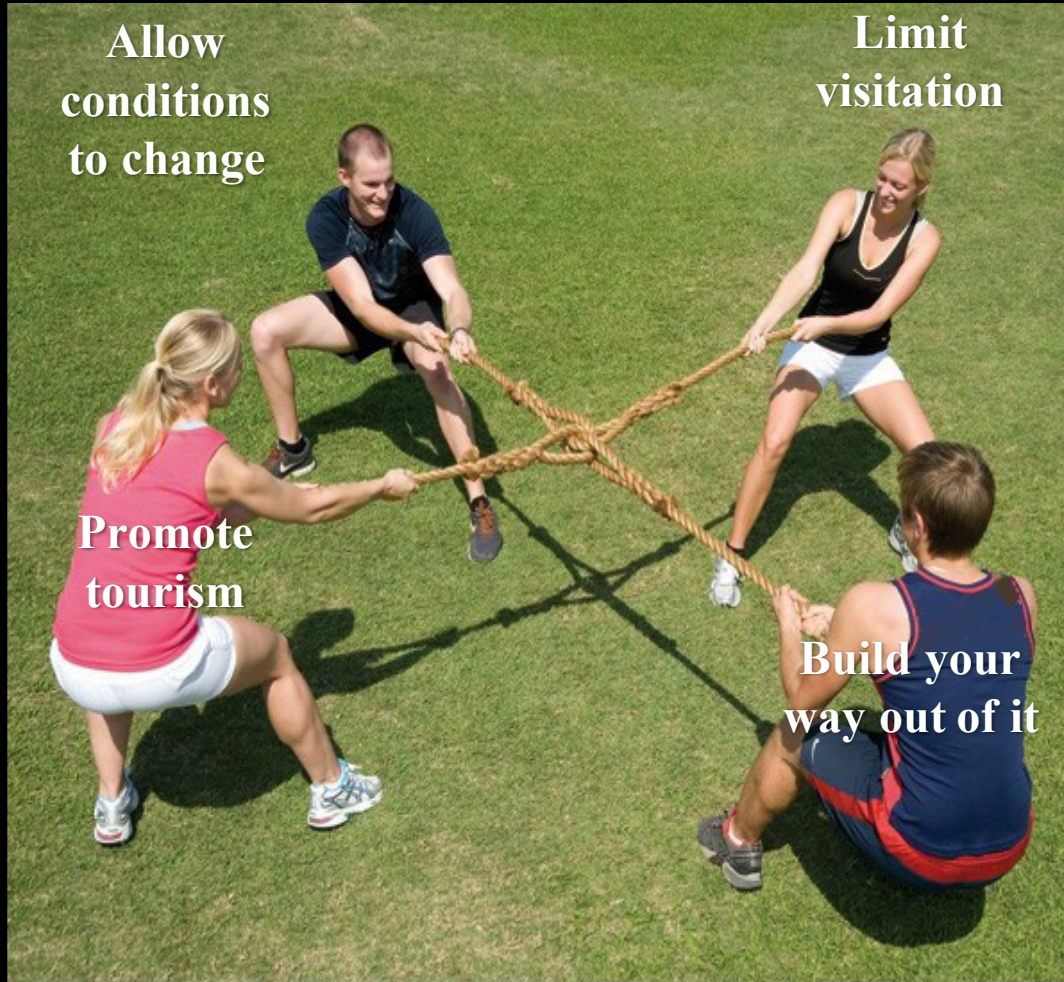 Allow
conditions
to change
Limit
visitation
Promote
tourism
Build your
way out of it